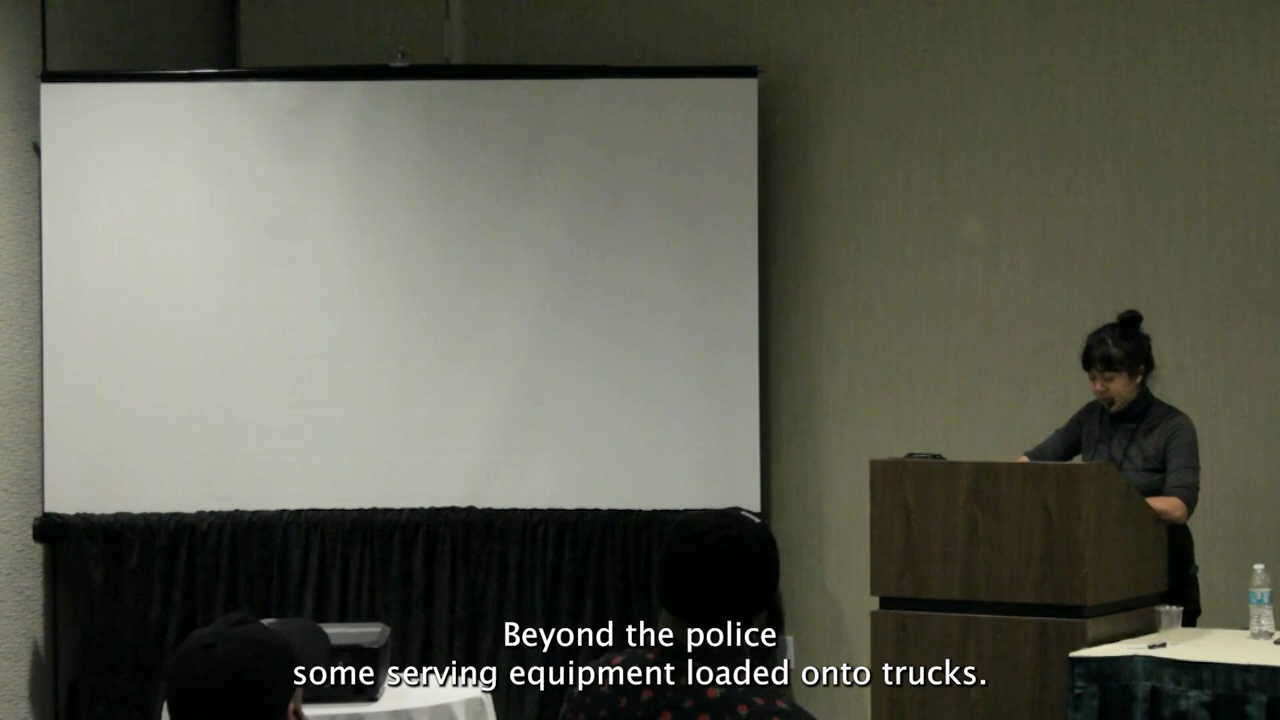 Beyond the police
some serving equipment loaded onto trucks.